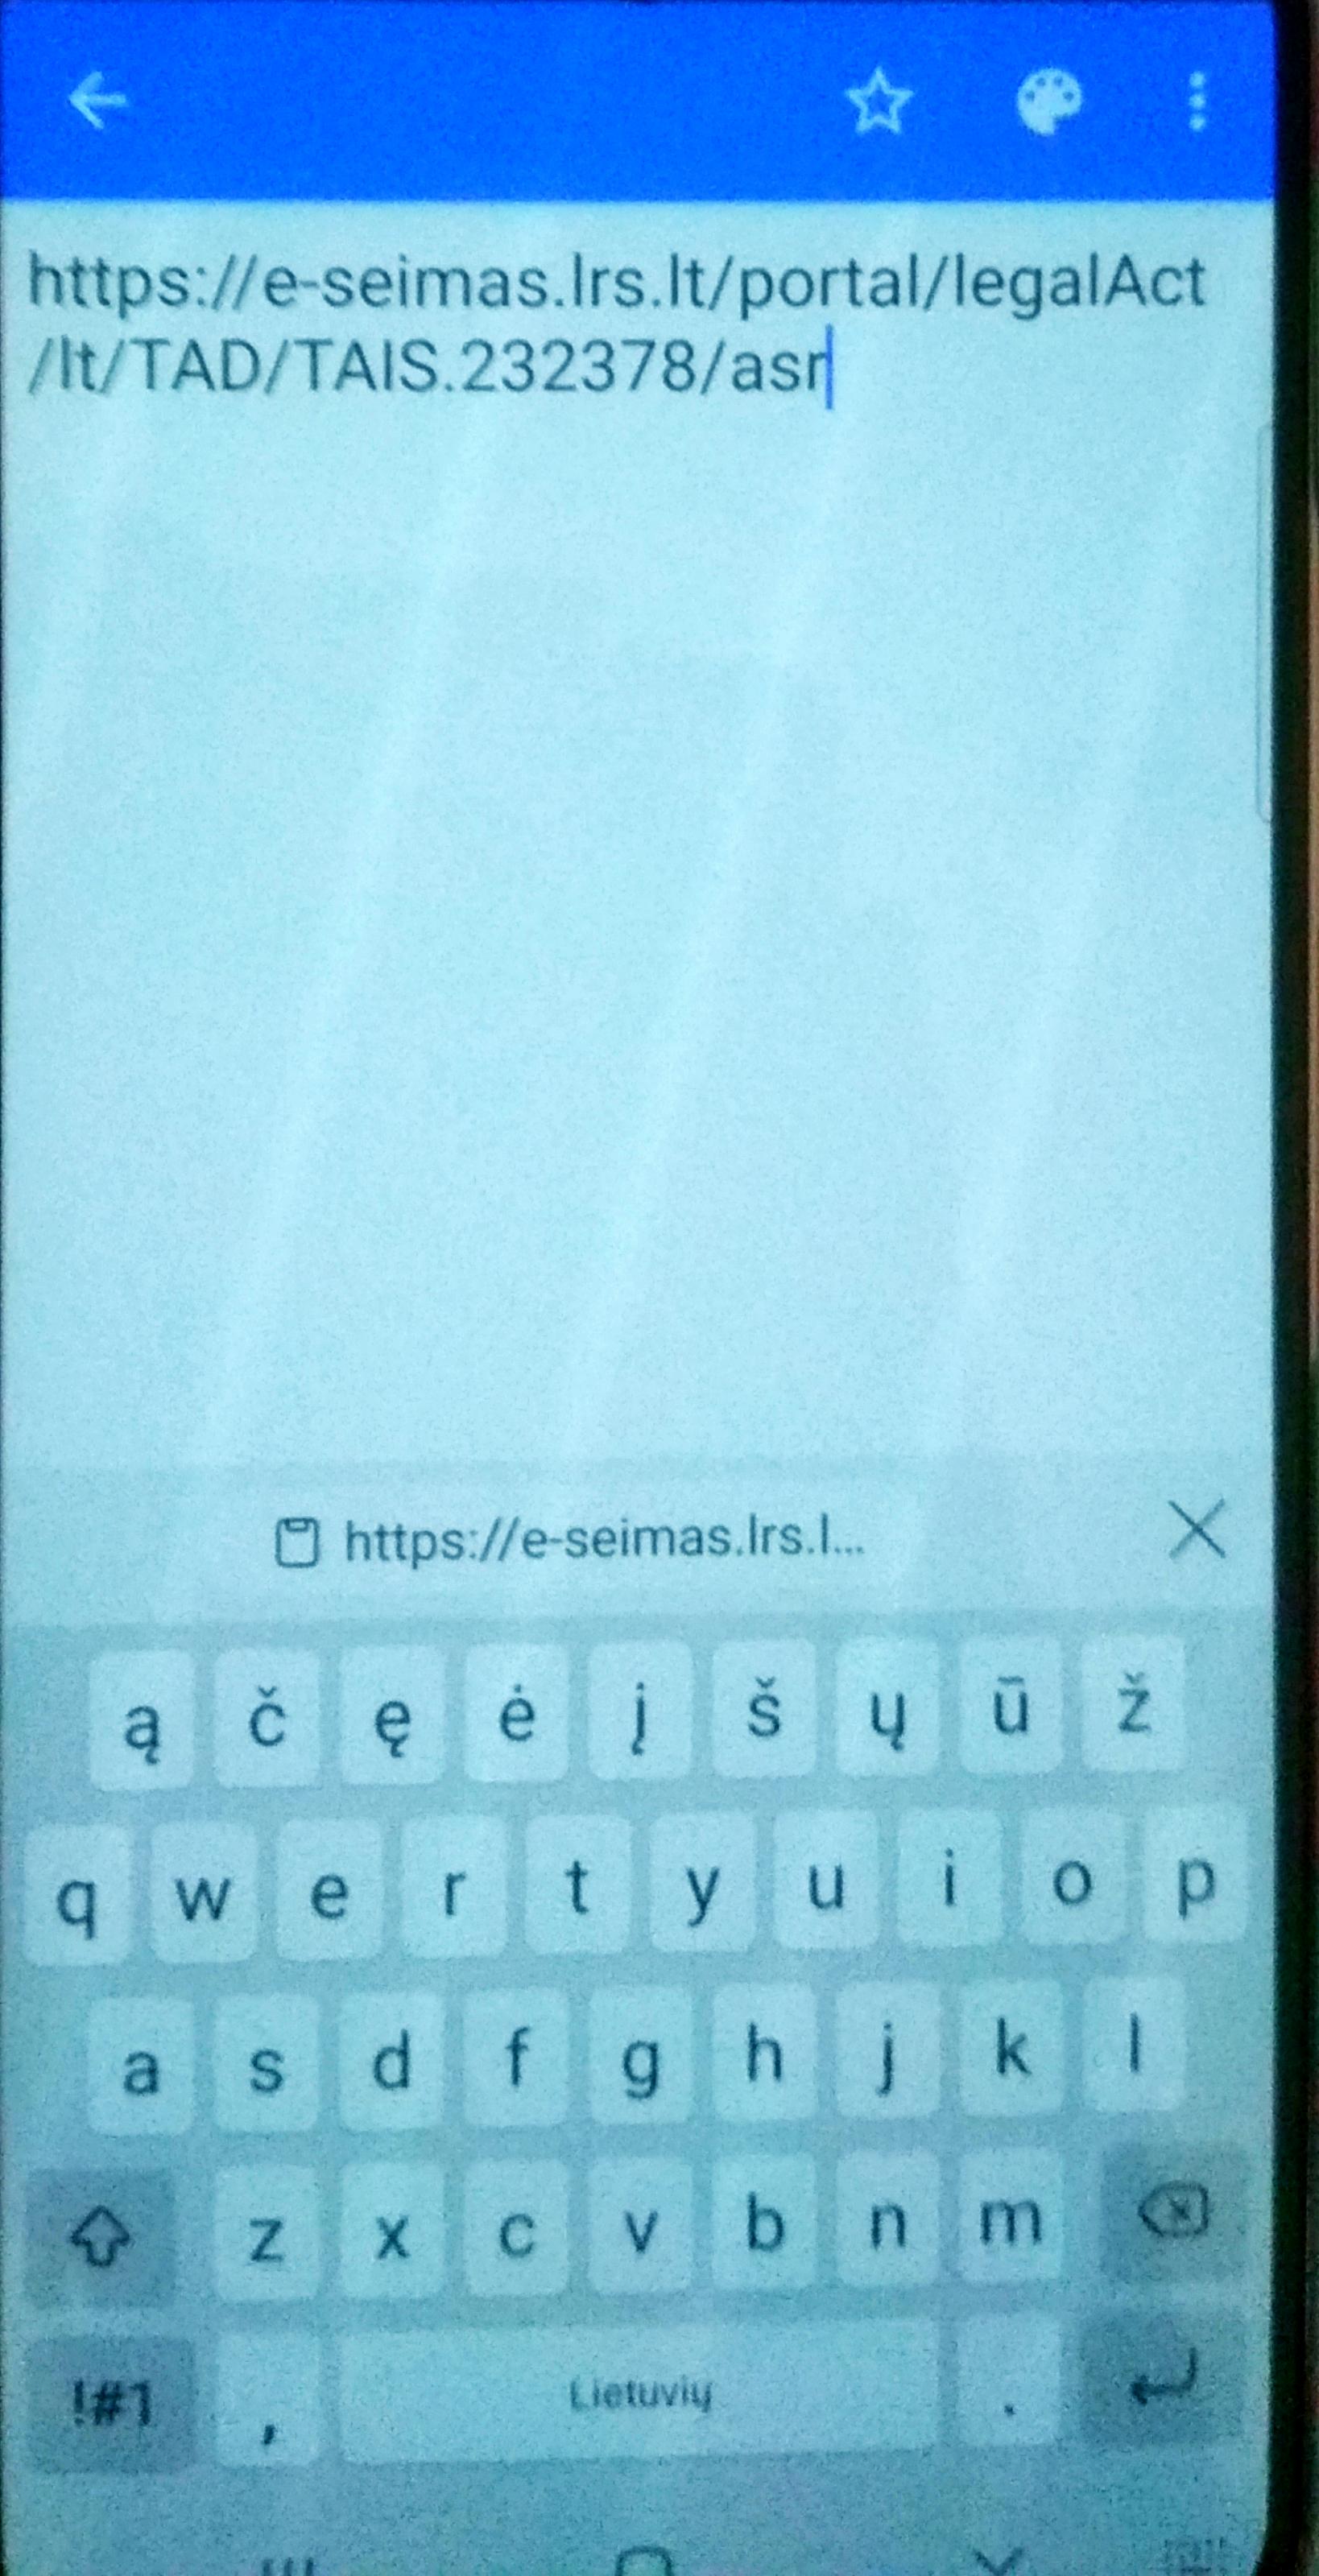 https://e-seimas.lrs.lt/portal/legalAct
/lt/TAD/TAIS.232378/asr
https://e-seimas.lrs.l...
ą č ę ė į š ų ū ž
q w e r t y u i o p
a s d f g h j k l
z x c v b n m
!#1 , Lietuvių .